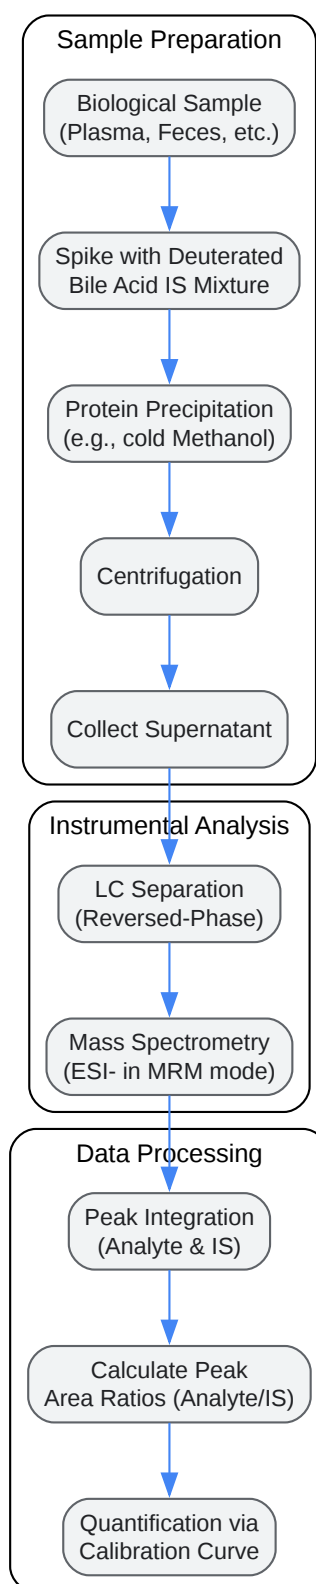 Sample Preparation
Biological Sample
(Plasma, Feces, etc.)
Spike with Deuterated
Bile Acid IS Mixture
Protein Precipitation
(e.g., cold Methanol)
Centrifugation
Collect Supernatant
Instrumental Analysis
LC Separation
(Reversed-Phase)
Mass Spectrometry
(ESI- in MRM mode)
Data Processing
Peak Integration
(Analyte & IS)
Calculate Peak
Area Ratios (Analyte/IS)
Quantification via
Calibration Curve